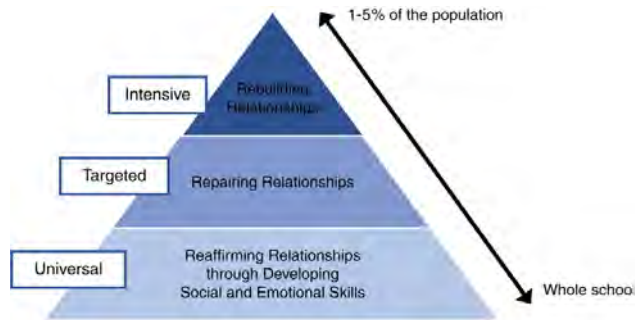 1-5% of the population
Intensive
Rebuilding
Relationships
Targeted
Repairing Relationships
Universal
Reaffirming Relationships
through Developing
Social and Emotional Skills
Whole school